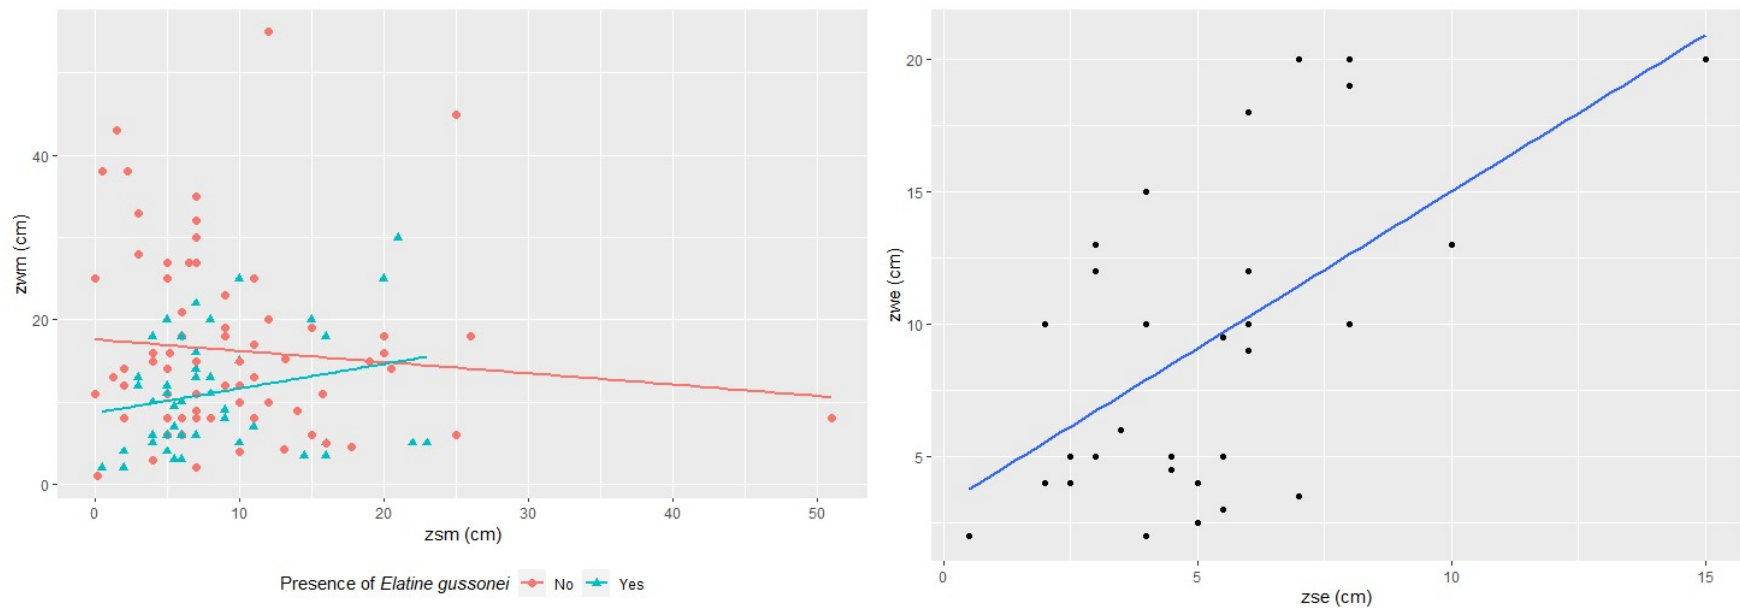 zwm (cm)
40
20
0
0 10 20 30 40 50
zsm (cm)
Presence of Elatine gussonei No Yes
zwe (cm)
20
15
10
5
0 5 10 15
zse (cm)